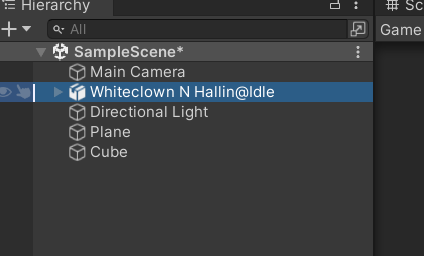 Hierarchy
Sc
All
Game
SampleScene*
Main Camera
Whiteclown N Hallin@Idle
Directional Light
Plane
Cube